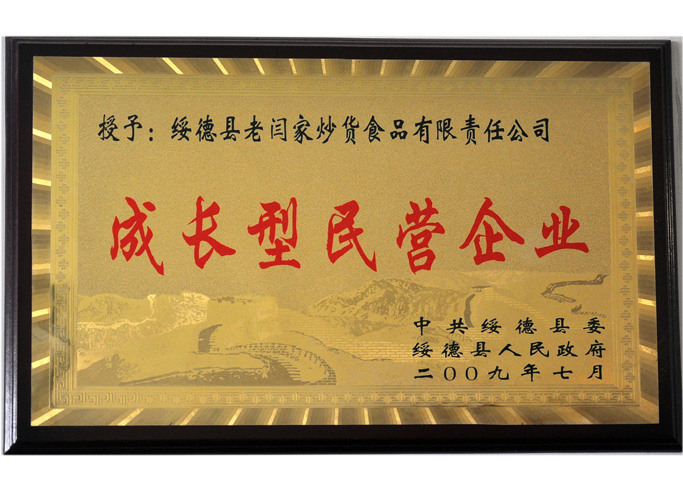 授予：绥德县老闫家炒货食品有限责任公司
成长型民营企业
中共绥德县委
绥德县人民政府
二〇〇九年七月